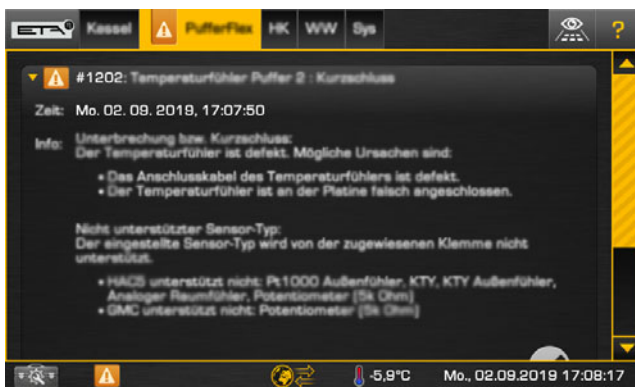 ETA Kessel PufferFlex HK WW Sys ?
#1202: Temperaturfühler Puffer 2 : Kurzschluss
Zeit: Mo. 02. 09. 2019, 17:07:50
Info: Unterbrechung bzw. Kurzschluss:
Der Temperaturfühler ist defekt. Mögliche Ursachen sind:
• Das Anschlusskabel des Temperaturfühlers ist defekt.
• Der Temperaturfühler ist an der Platine falsch angeschlossen.
Nicht unterstützter Sensor-Typ:
Der eingestellte Sensor-Typ wird von der zugewiesenen Klemme nicht
unterstützt.
• unterstützt nicht: Pt1000 Außenfühler, KTY, KTY Außenfühler,
Analoger Raumfühler, Potentiometer (5k Ohm)
• GMC unterstützt nicht: Potentiometer (5k Ohm)
-5,9°C Mo., 02.09.2019 17:08:17